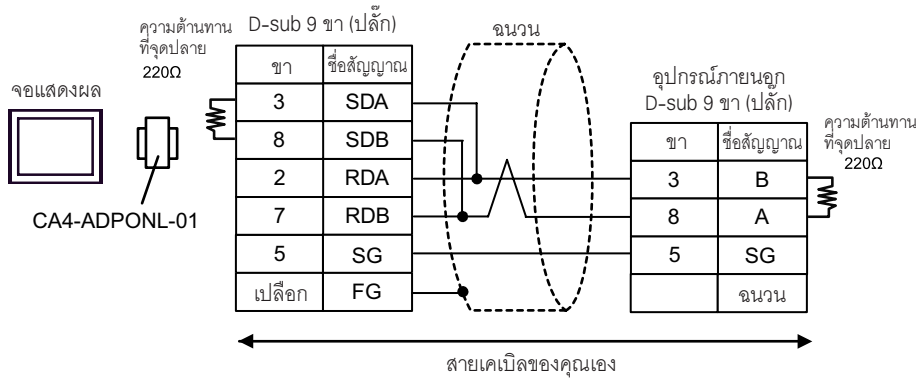 ความต้านทาน
ที่จุดปลาย
220Ω
D-sub 9 ขา (ปลั๊ก)
ฉนวน
จอแสดงผล
CA4-ADPONL-01
ขา ชื่อสัญญาณ
3 SDA
8 SDB
2 RDA
7 RDB
5 SG
เปลือก FG
อุปกรณ์ภายนอก
D-sub 9 ขา (ปลั๊ก)
ขา ชื่อสัญญาณ
3 B
8 A
5 SG
ฉนวน
ความต้านทาน
ที่จุดปลาย
220Ω
สายเคเบิลของคุณเอง